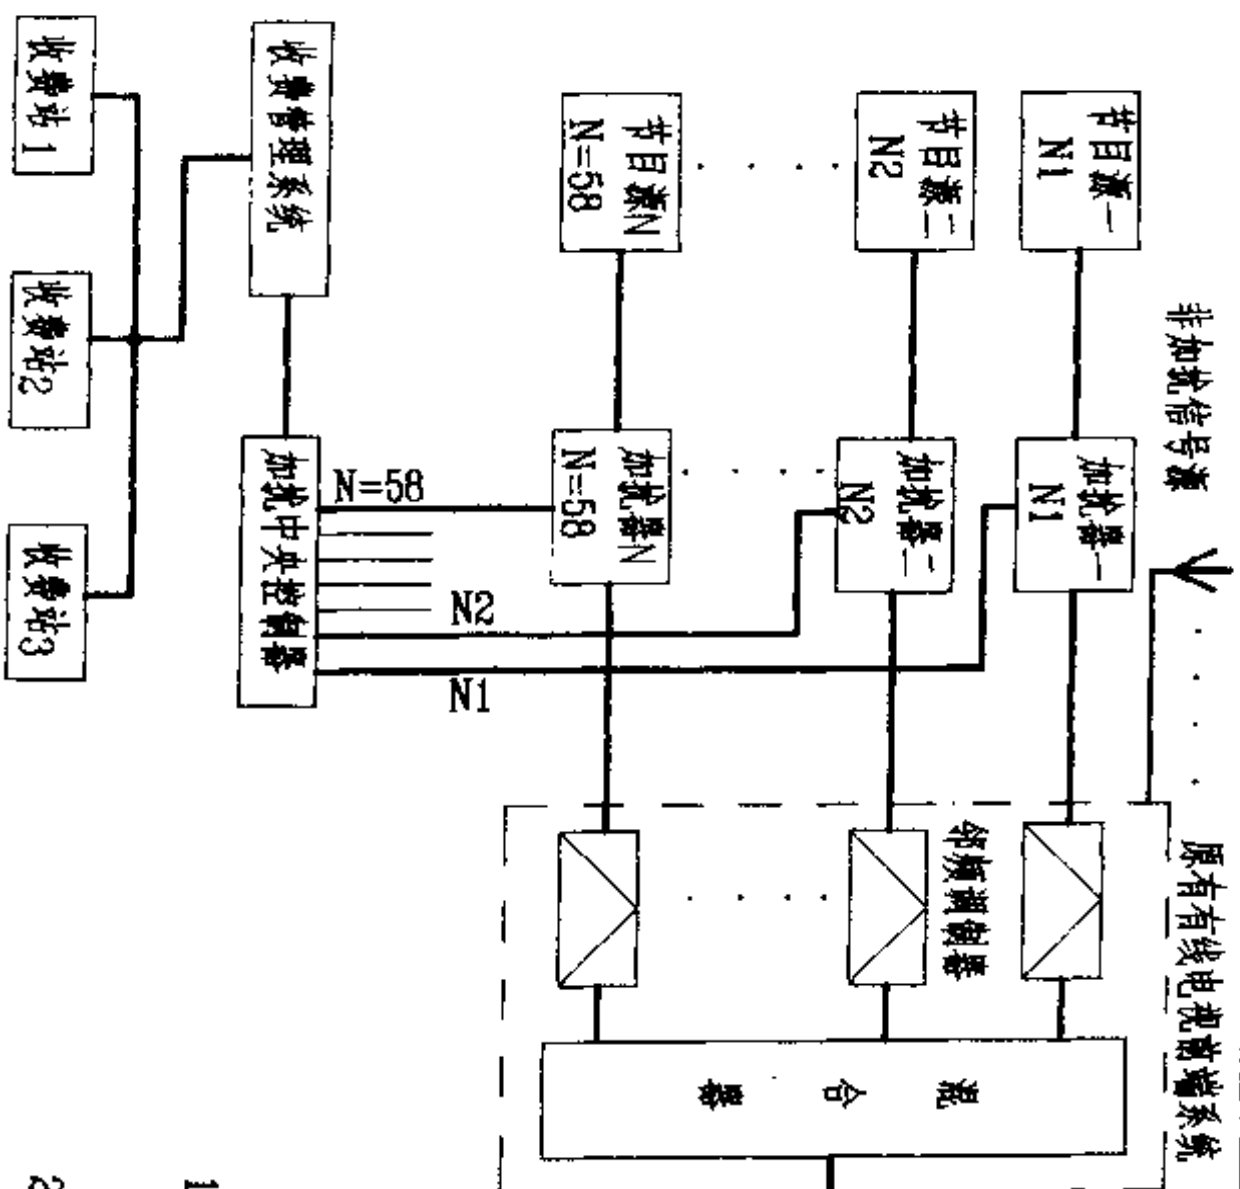 非加扰信号源
节目源一
N1
节目源二
N2
节目源N
N=58
收费管理系统
收费站1
收费站2
收费站3
加扰器一
N1
加扰器二
N2
加扰器N
N=58
加扰中央控制器
N=58
N2
N1
原有有线电视前端系统
邻频调制器
混合器
1
2